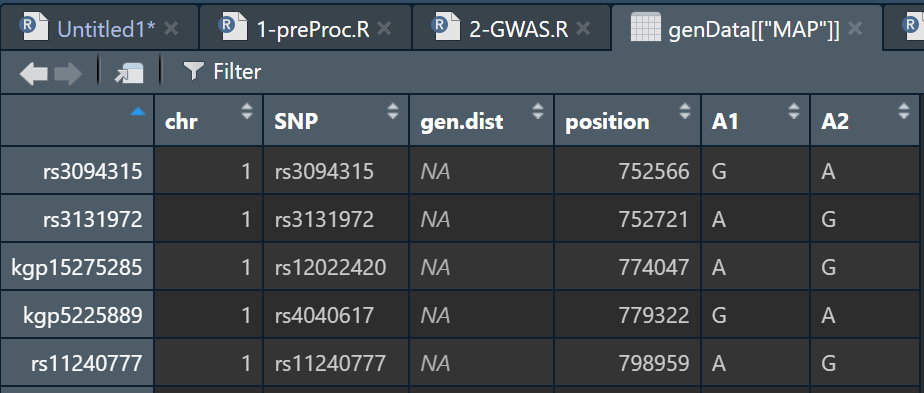 Untitled1* 1-preProc.R 2-GWAS.R genData[["MAP"]]
Filter
chr SNP gen.dist position A1 A2
rs3094315 1 rs3094315 NA 752566 G A
rs3131972 1 rs3131972 NA 752721 A G
kgp15275285 1 rs12022420 NA 774047 A G
kgp5225889 1 rs4040617 NA 779322 G A
rs11240777 1 rs11240777 NA 798959 A G